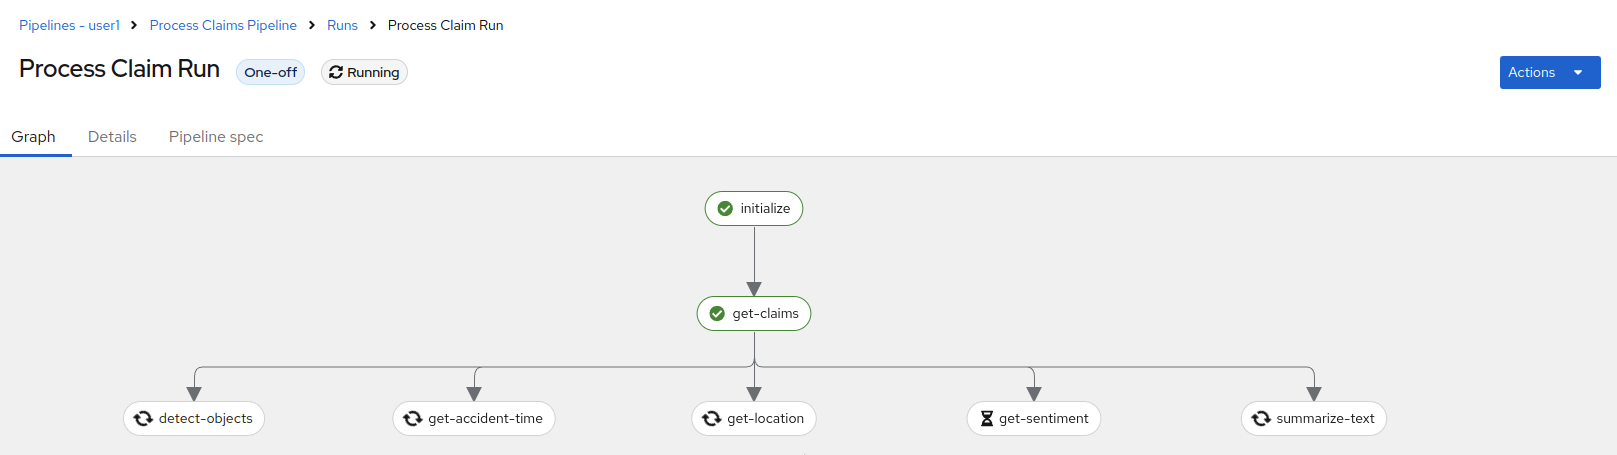 Pipelines - user1 Process Claims Pipeline Runs Process Claim Run
Process Claim Run One-off Running Actions
Graph Details Pipeline spec
initialize
get-claims
detect-objects get-accident-time get-location get-sentiment summarize-text